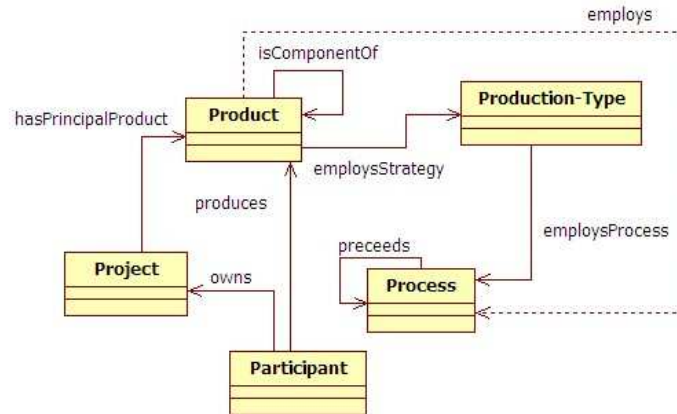 employs
isComponentOf
Production-Type
Product
hasPrincipalProduct
employsStrategy
produces
employsProcess
preceeds
Project
owns
Process
Participant